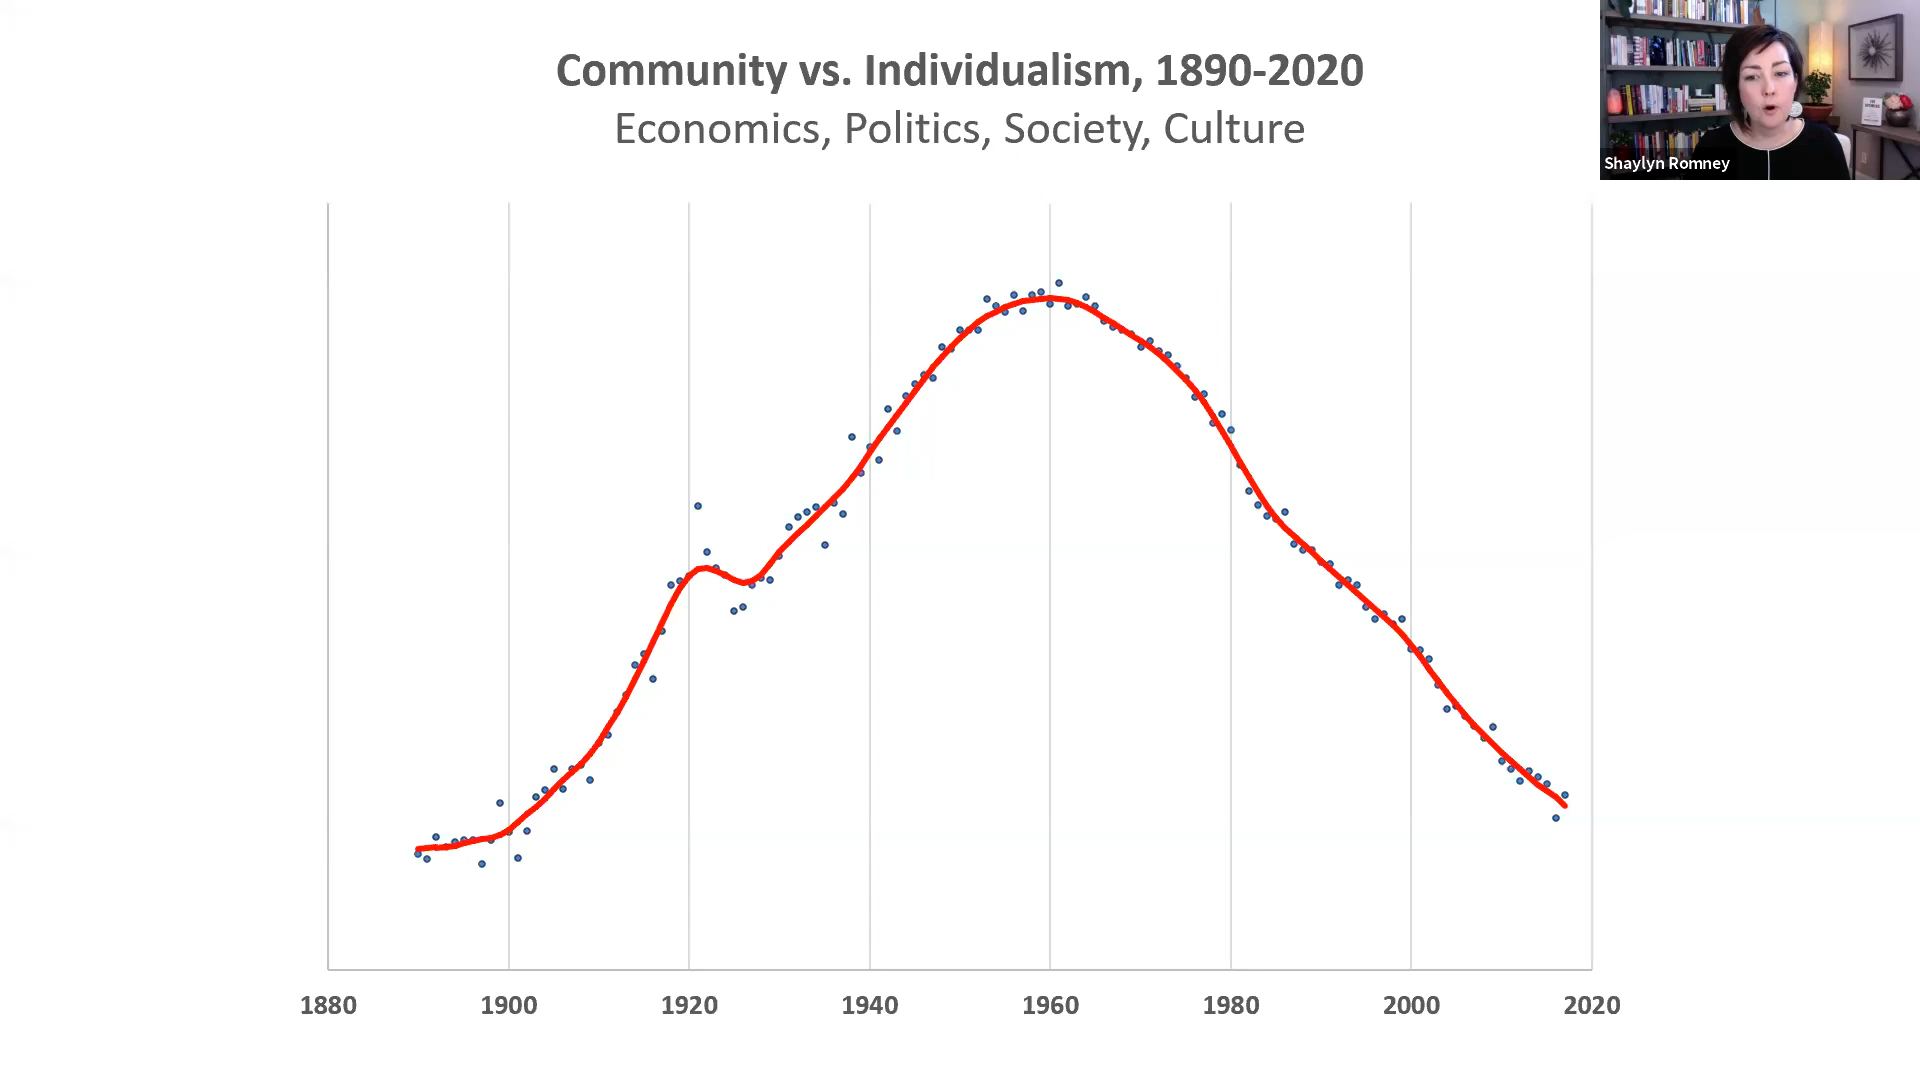 Community vs. Individualism, 1890-2020
Economics, Politics, Society, Culture
Shaylyn Romney
1880 1900 1920 1940 1960 1980 2000 2020